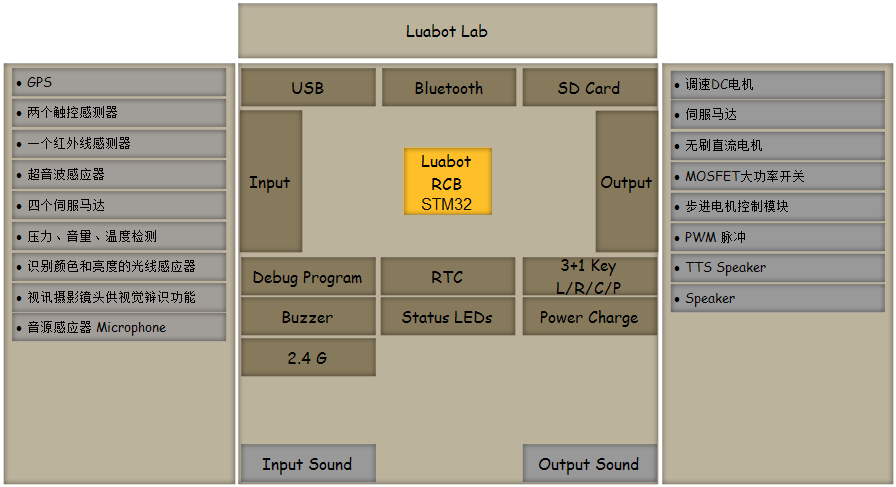 Luabot Lab
• GPS
• 两个触控感测器
• 一个红外线感测器
• 超音波感应器
• 四个伺服马达
• 压力、音量、温度检测
• 识别颜色和亮度的光线感应器
• 视讯摄影镜头供视觉辩识功能
• 音源感应器 Microphone
USB
Bluetooth
SD Card
Input
Luabot
RCB
STM32
Output
Debug Program
RTC
3+1 Key
L/R/C/P
Buzzer
Status LEDs
Power Charge
2.4 G
Input Sound
Output Sound
• 调速DC电机
• 伺服马达
• 无刷直流电机
• MOSFET大功率开关
• 步进电机控制模块
• PWM 脉冲
• TTS Speaker
• Speaker